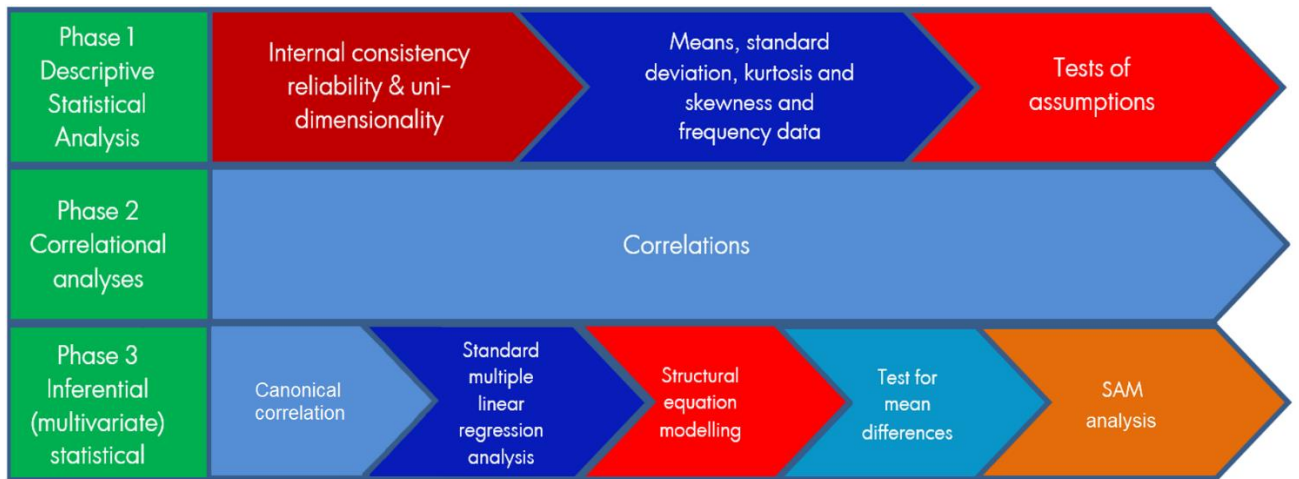 Phase 1
Descriptive
Statistical
Analysis
Internal consistency
reliability & uni-
dimensionality
Means, standard
deviation, kurtosis and
skewness and
frequency data
Tests of
assumptions
Phase 2
Correlational
analyses
Correlations
Phase 3
Inferential
(multivariate)
statistical
Canonical
correlation
Standard
multiple
linear
regression
analysis
Structural
equation
modelling
Test for
mean
differences
SAM
analysis